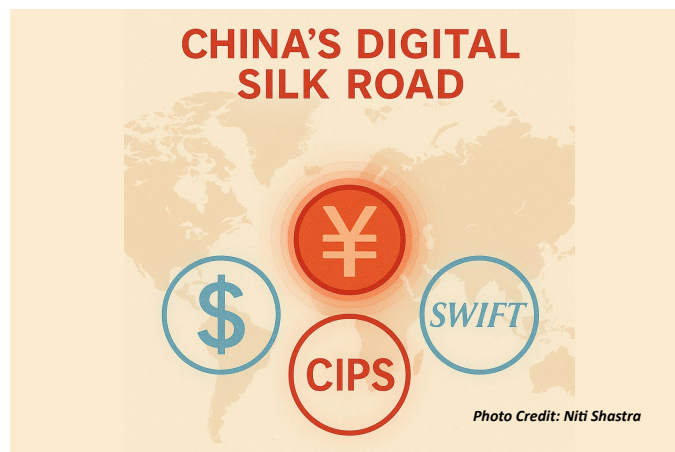 CHINA'S DIGITAL
SILK ROAD
¥
$
SWIFT
CIPS
Photo Credit: Niti Shastra